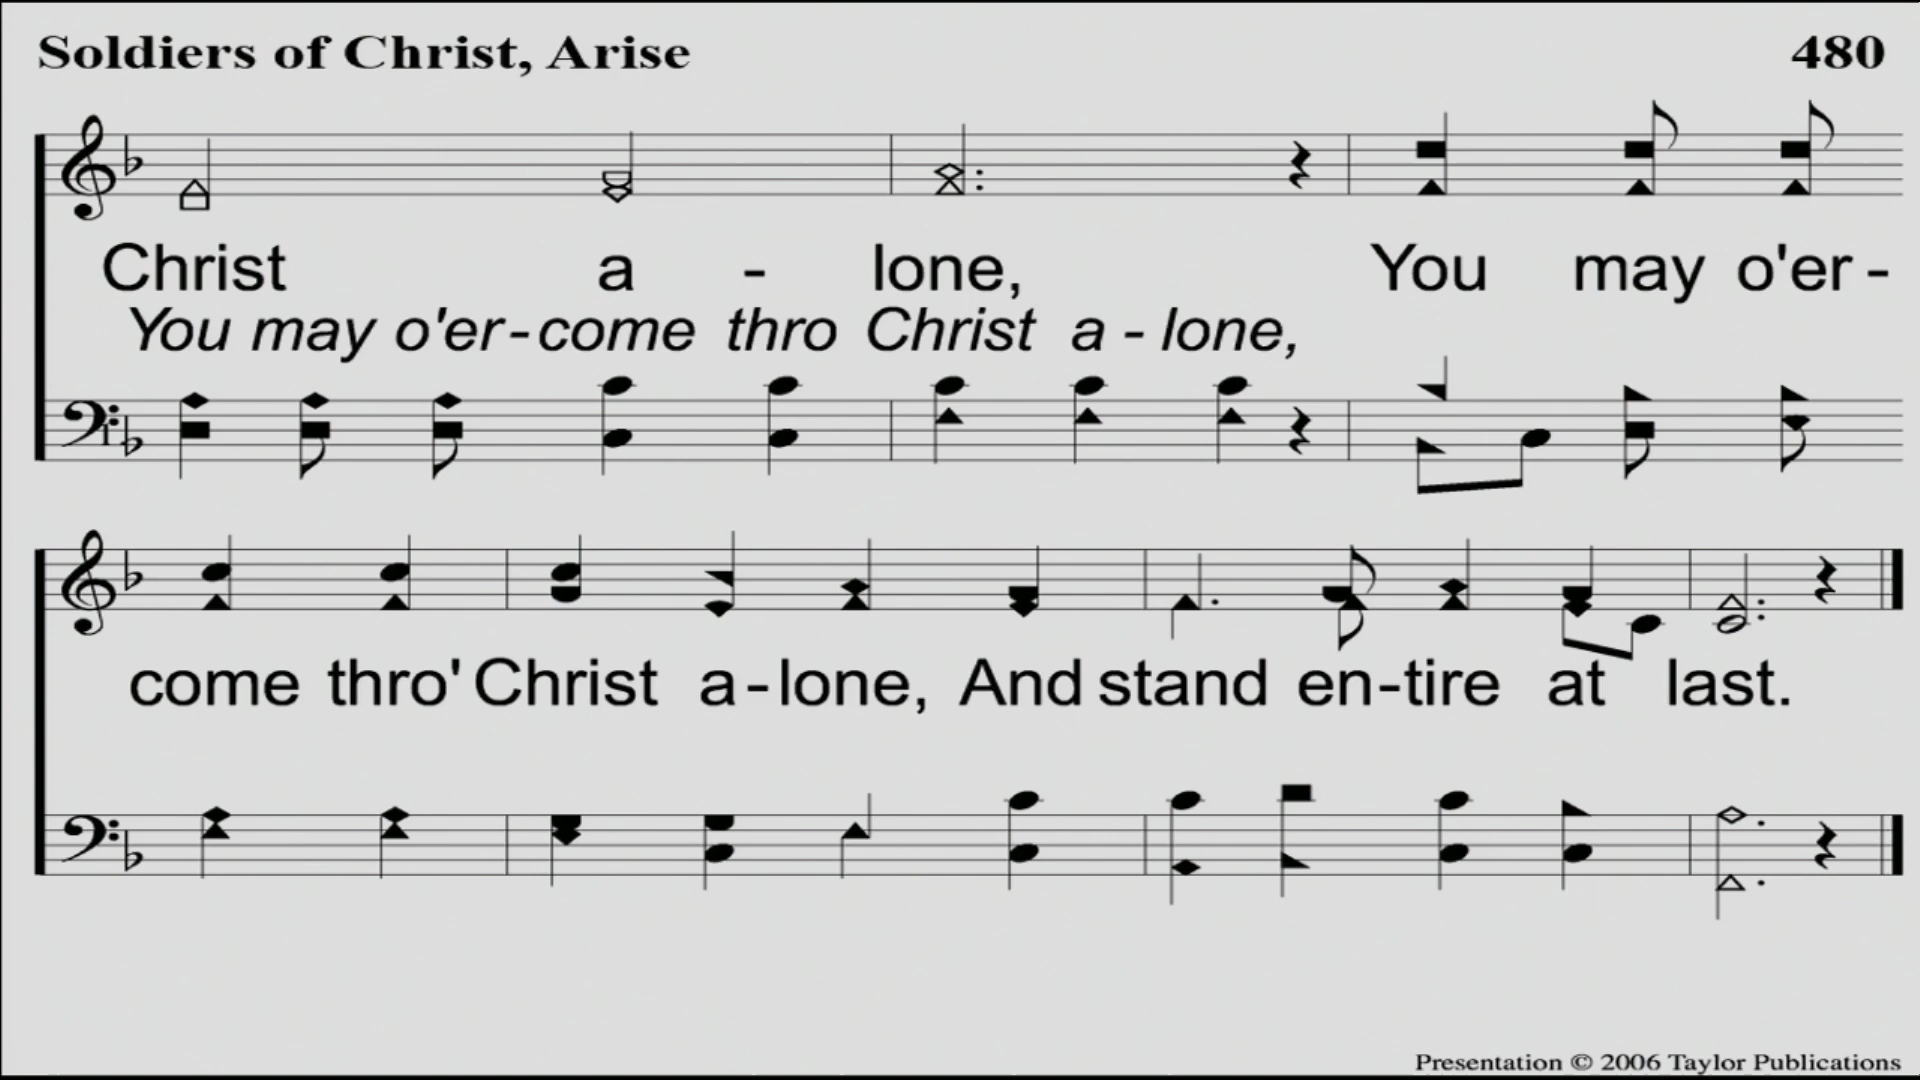 Soldiers of Christ, Arise 480
Christ a - lone, You may o'er -
You may o'er-come thro Christ a - lone,
come thro' Christ a-lone, And stand en-tire at last.
Presentation © 2006 Taylor Publications